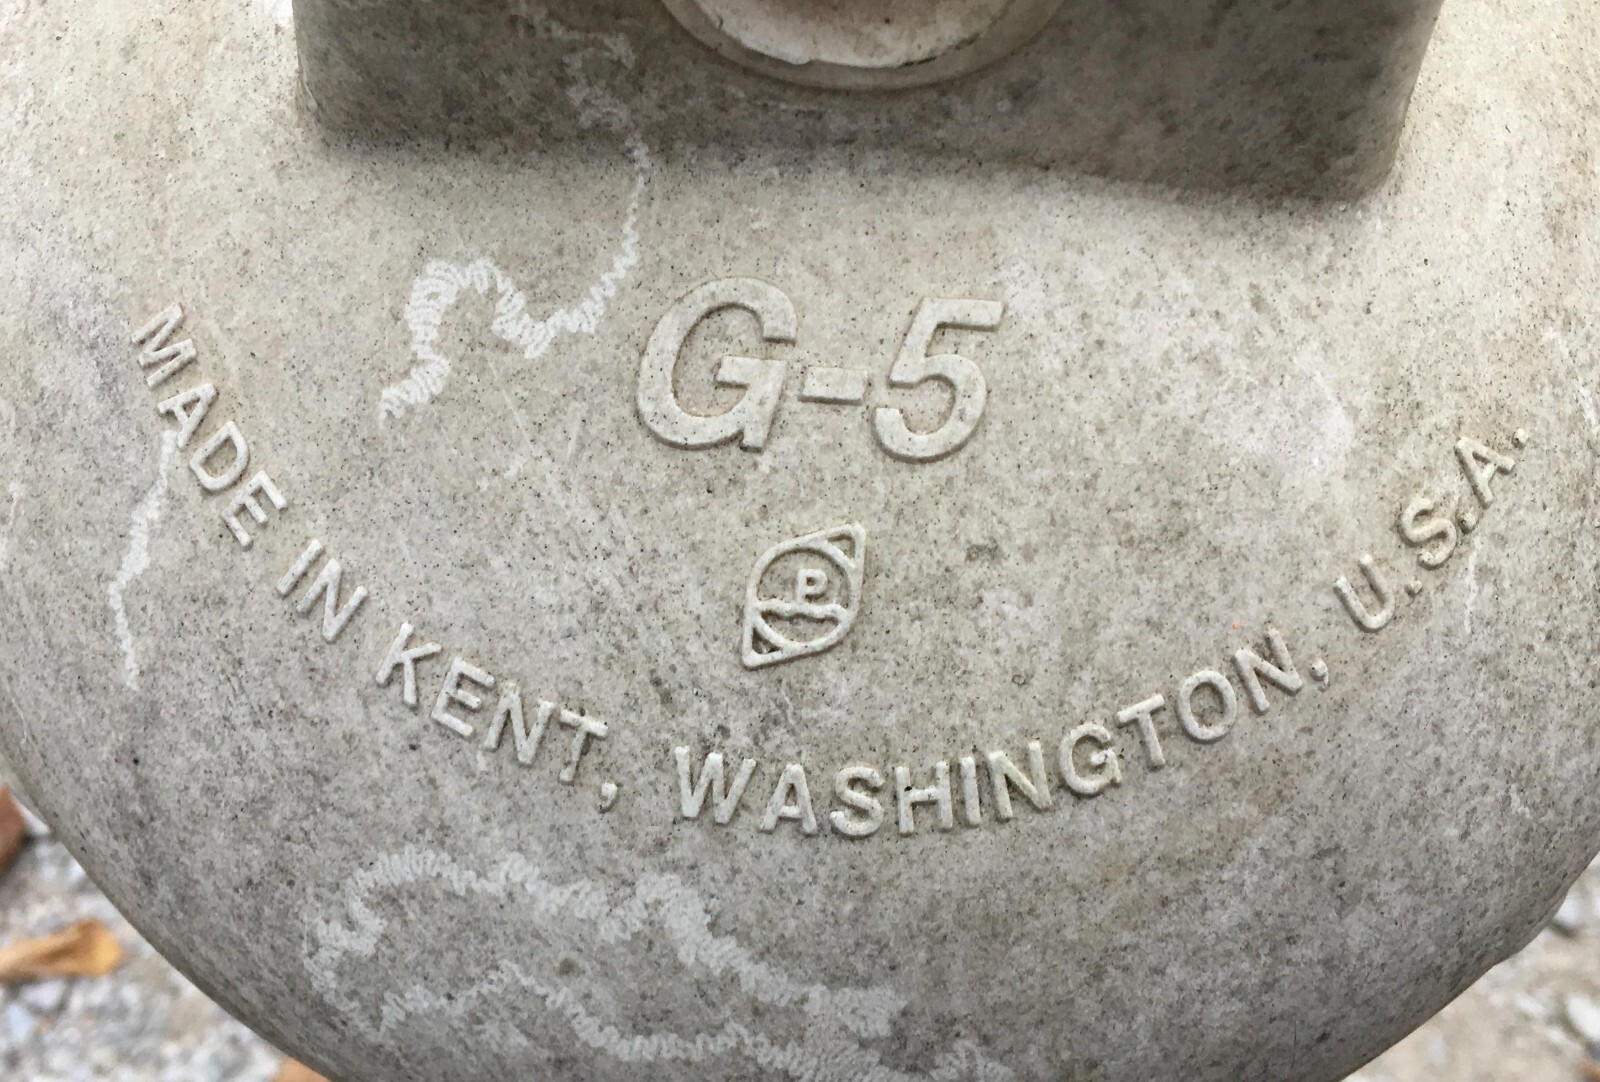 G-5
P
MADE IN KENT, WASHINGTON, U.S.A.